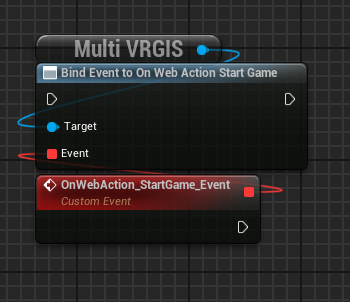 Multi VRGIS
Bind Event to On Web Action Start Game
Target
Event
OnWebAction_StartGame_Event
Custom Event